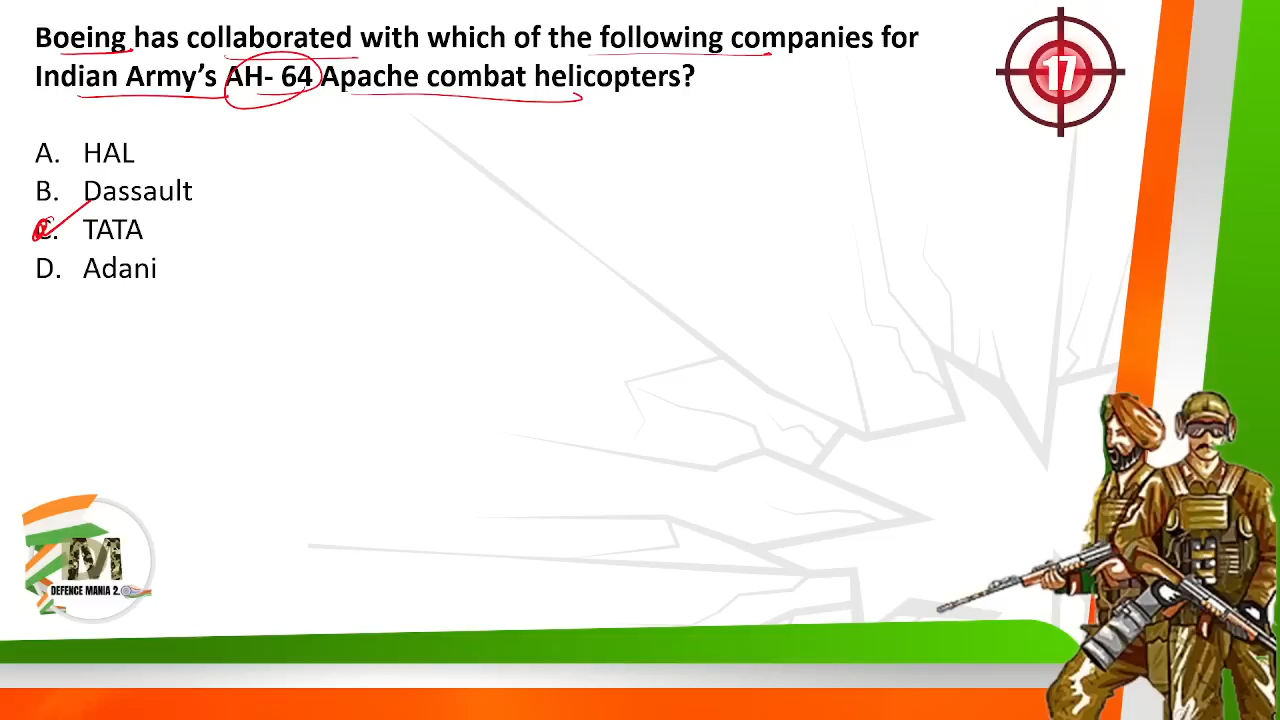 Boeing has collaborated with which of the following companies for
Indian Army’s AH- 64 Apache combat helicopters?
17
A. HAL
B. Dassault
C. TATA
D. Adani
M
DEFENCE MANIA 2.